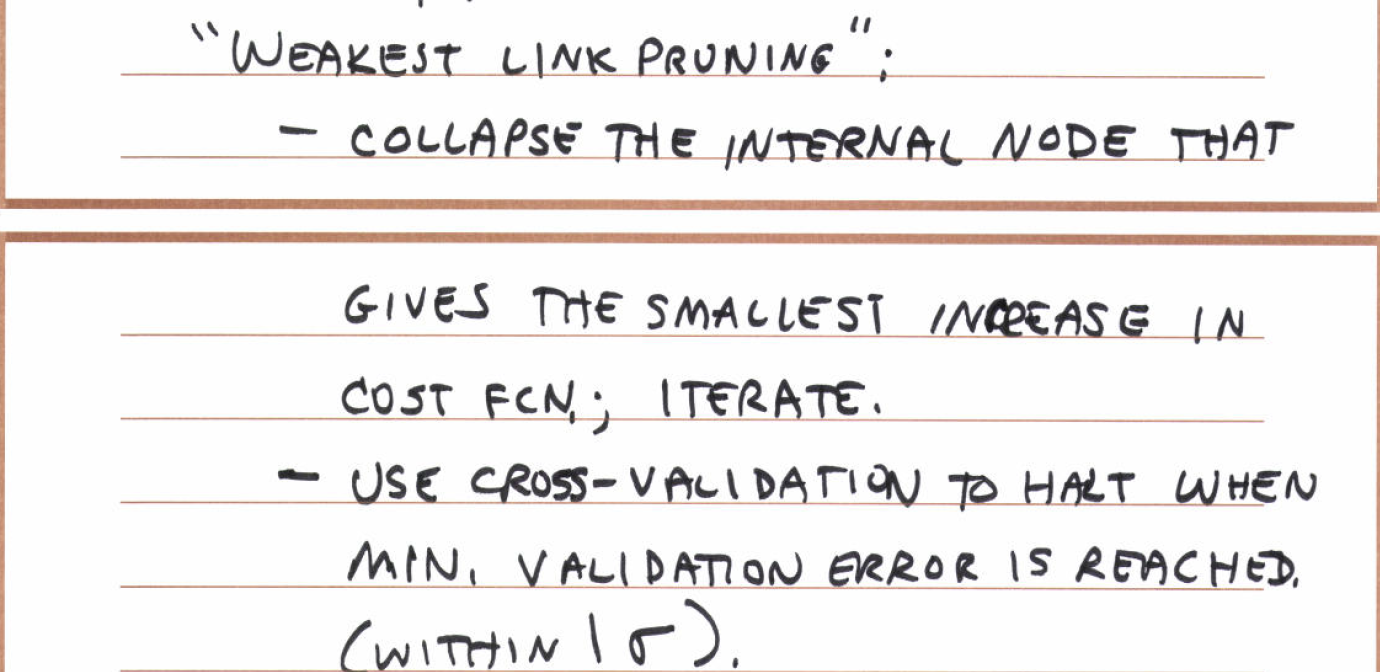 "WEAKEST LINK PRUNING":
- COLLAPSE THE INTERNAL NODE THAT
GIVES THE SMALLEST INCREASE IN
COST FCN.; ITERATE.
- USE CROSS-VALIDATION TO HALT WHEN
MIN. VALIDATION ERROR IS REACHED.
(WITHIN 1 σ).